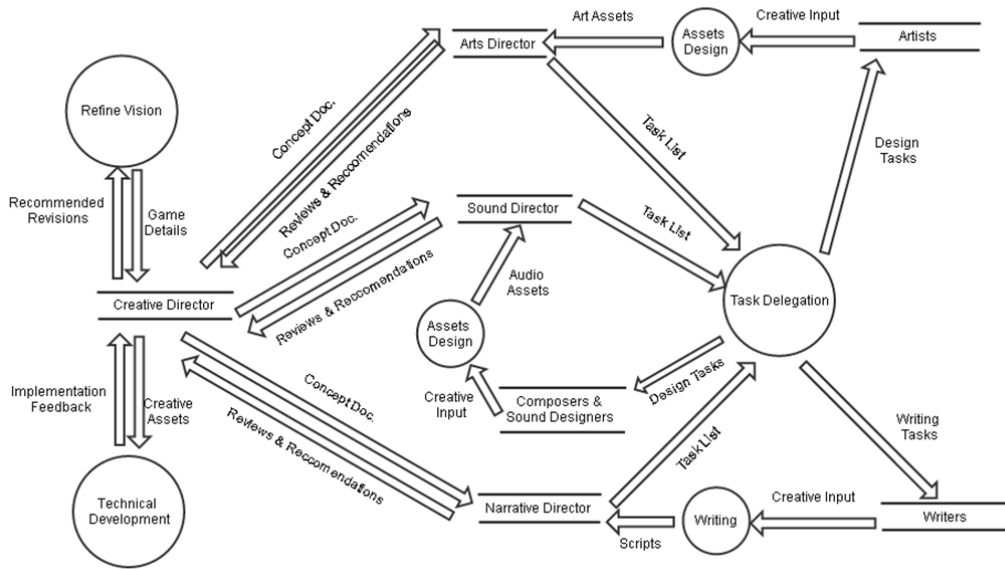 Art Assets
Creative Input
Arts Director
Assets
Design
Artists
Refine Vision
Concept Doc.
Reviews & Reccomendations
Task List
Design
Tasks
Recommended
Revisions
Game
Details
Concept Doc.
Reviews & Reccomendations
Sound Director
Task List
Audio
Assets
Creative Director
Task Delegation
Assets
Design
Implementation
Feedback
Creative
Assets
Concept Doc.
Reviews & Reccomendations
Creative
Input
Composers &
Sound Designers
Design Tasks
Task List
Writing
Tasks
Technical
Development
Narrative Director
Scripts
Writing
Creative Input
Writers